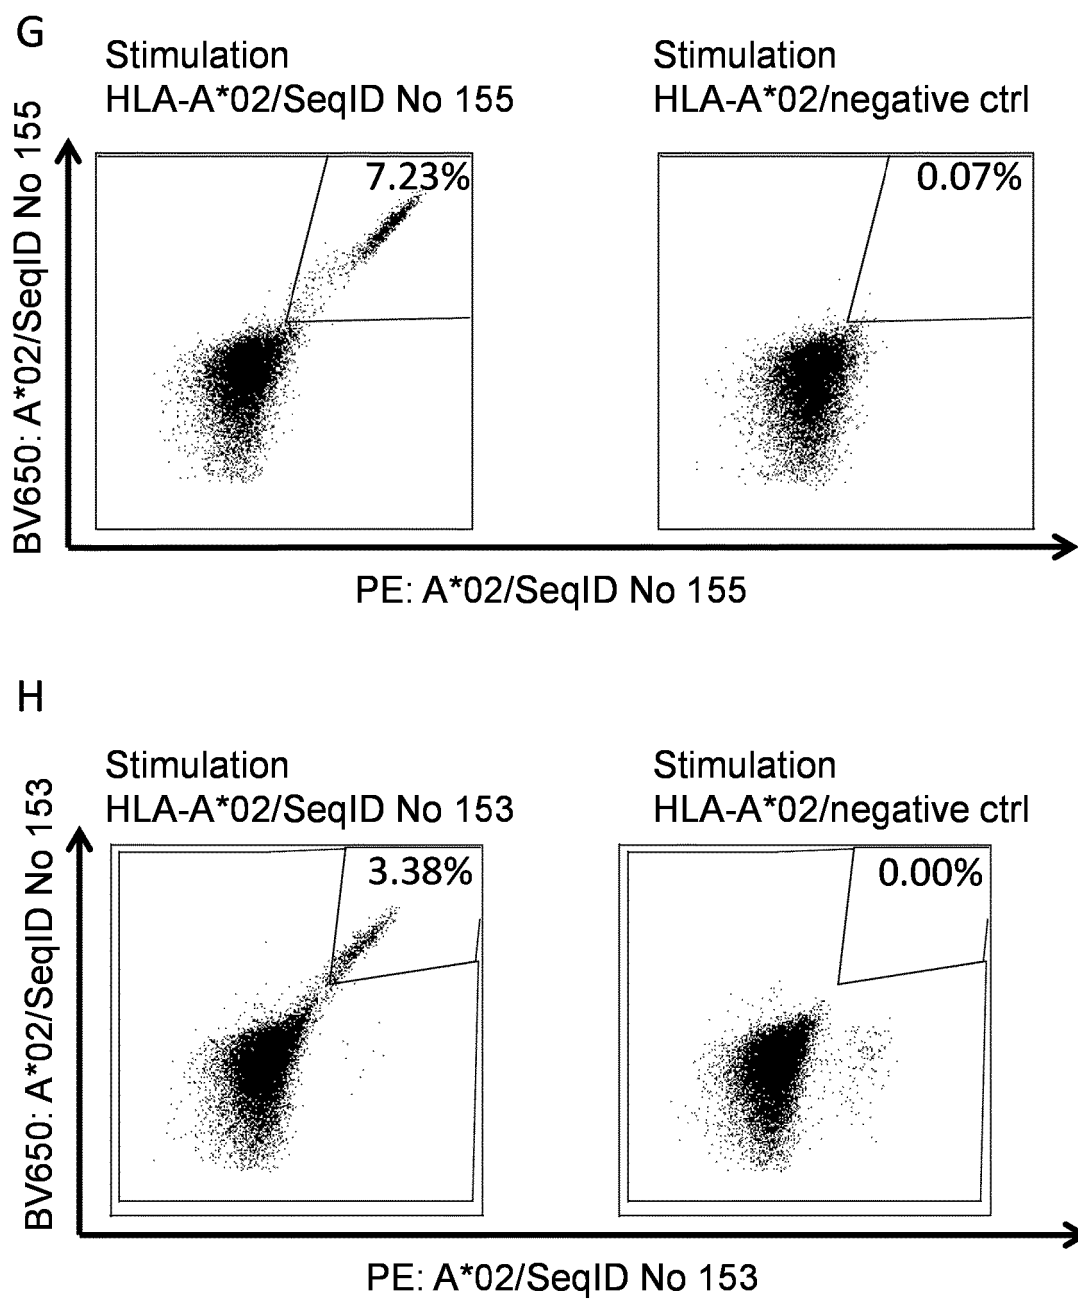 G
Stimulation
HLA-A*02/SeqID No 155
Stimulation
HLA-A*02/negative ctrl
BV650: A*02/SeqID No 155
7.23%
0.07%
PE: A*02/SeqID No 155
H
Stimulation
HLA-A*02/SeqID No 153
Stimulation
HLA-A*02/negative ctrl
BV650: A*02/SeqID No 153
3.38%
0.00%
PE: A*02/SeqID No 153